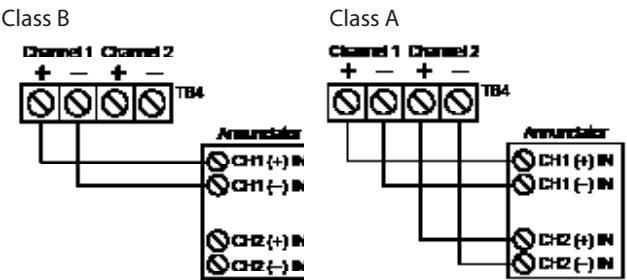 Class B
Channel 1 Channel 2
+ − + −
TB4
Annunciator
CH1 (+) IN
CH1 (−) IN
CH2 (+) IN
CH2 (−) IN
Class A
Channel 1 Channel 2
+ − + −
TB4
Annunciator
CH1 (+) IN
CH1 (−) IN
CH2 (+) IN
CH2 (−) IN